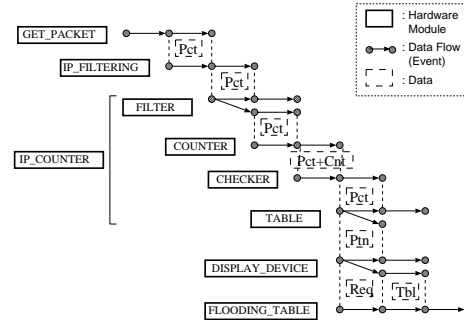 GET_PACKET
Pct
IP_FILTERING
Pct
FILTER
Pct
COUNTER
IP_COUNTER
Pct+Cnt
CHECKER
Pct
TABLE
Ptn
DISPLAY_DEVICE
Req
Tbl
FLOODING_TABLE
: Hardware
Module
: Data Flow
(Event)
: Data